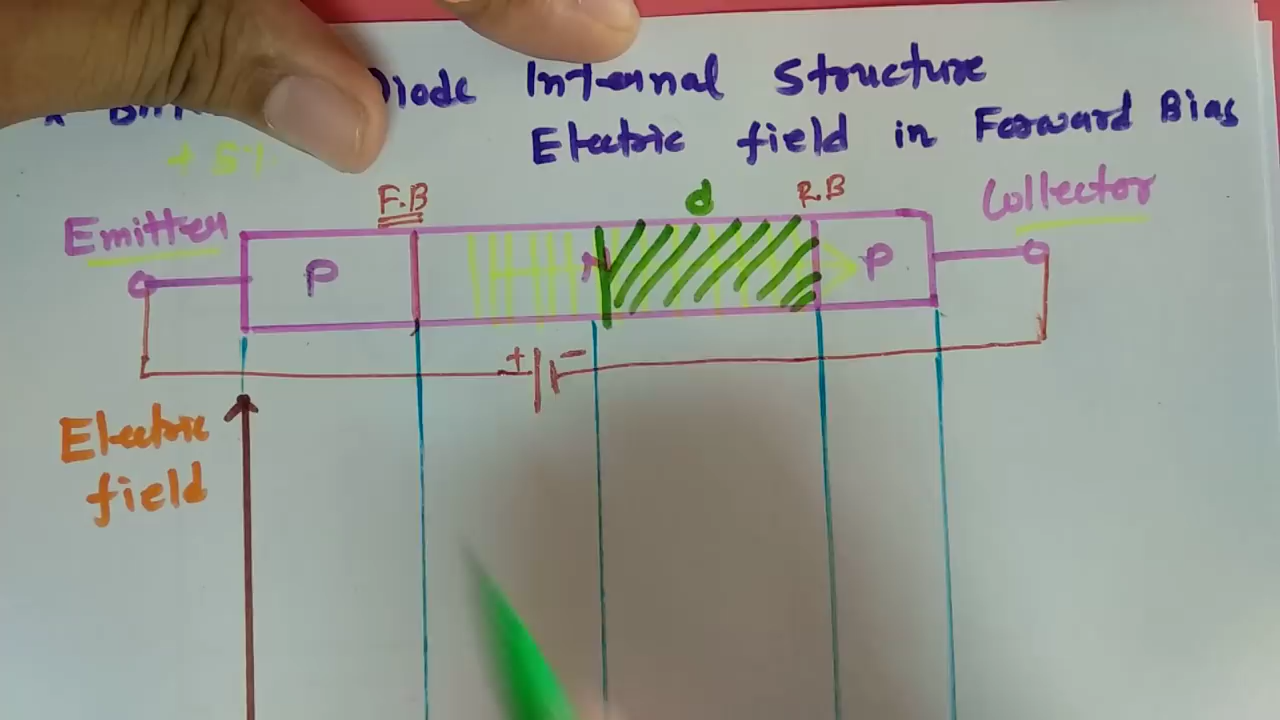 Diode Internal Structure
Electric field in Forward Bias
F.B
d
R.B
Emitter
Collector
P
N
P
+ -
Electric
field